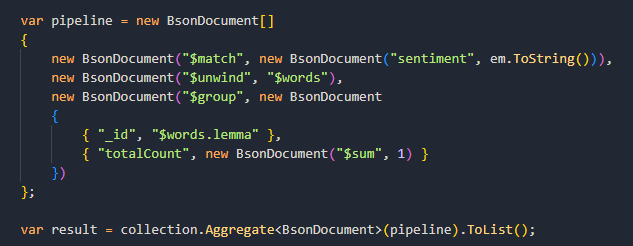 var pipeline = new BsonDocument[]
{
    new BsonDocument("$match", new BsonDocument("sentiment", em.ToString())),
    new BsonDocument("$unwind", "$words"),
    new BsonDocument("$group", new BsonDocument
    {
        { "_id", "$words.lemma" },
        { "totalCount", new BsonDocument("$sum", 1) }
    })
};
var result = collection.Aggregate<BsonDocument>(pipeline).ToList();